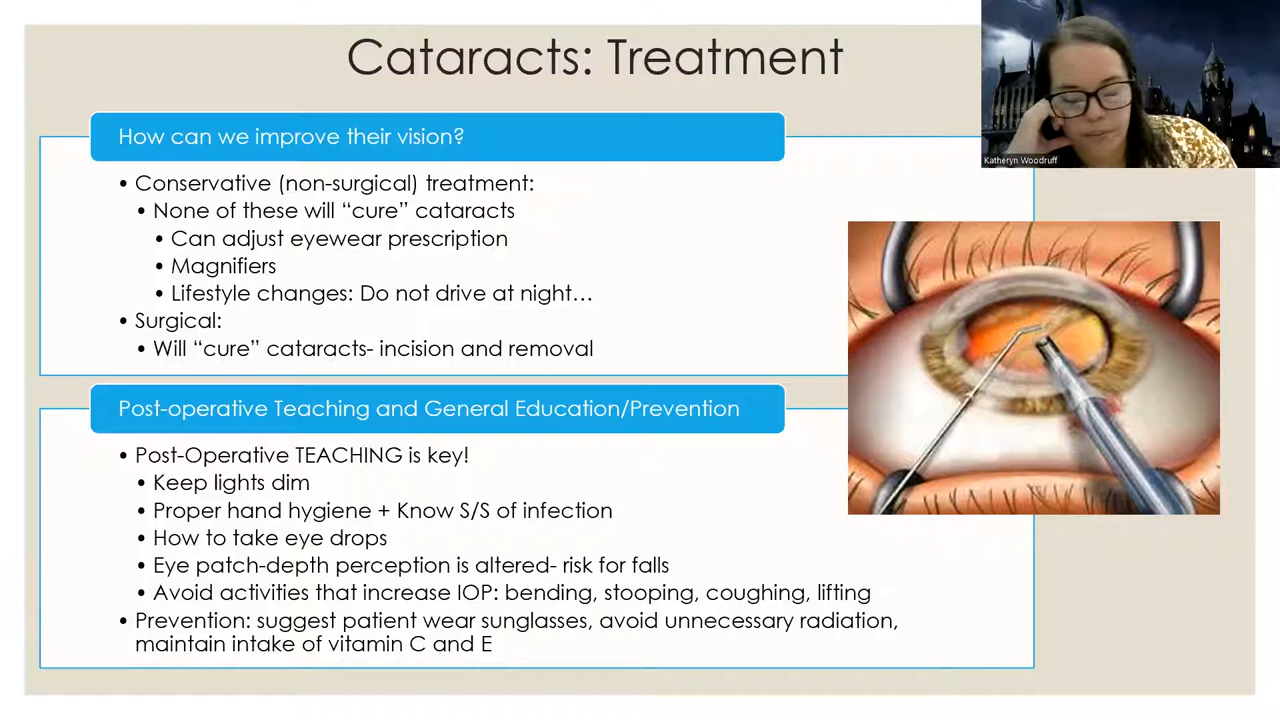 Cataracts: Treatment
Katheryn Woodruff
How can we improve their vision?
• Conservative (non-surgical) treatment:
• None of these will “cure” cataracts
• Can adjust eyewear prescription
• Magnifiers
• Lifestyle changes: Do not drive at night…
• Surgical:
• Will “cure” cataracts- incision and removal
Post-operative Teaching and General Education/Prevention
• Post-Operative TEACHING is key!
• Keep lights dim
• Proper hand hygiene + Know S/S of infection
• How to take eye drops
• Eye patch-depth perception is altered- risk for falls
• Avoid activities that increase IOP: bending, stooping, coughing, lifting
• Prevention: suggest patient wear sunglasses, avoid unnecessary radiation,
maintain intake of vitamin C and E